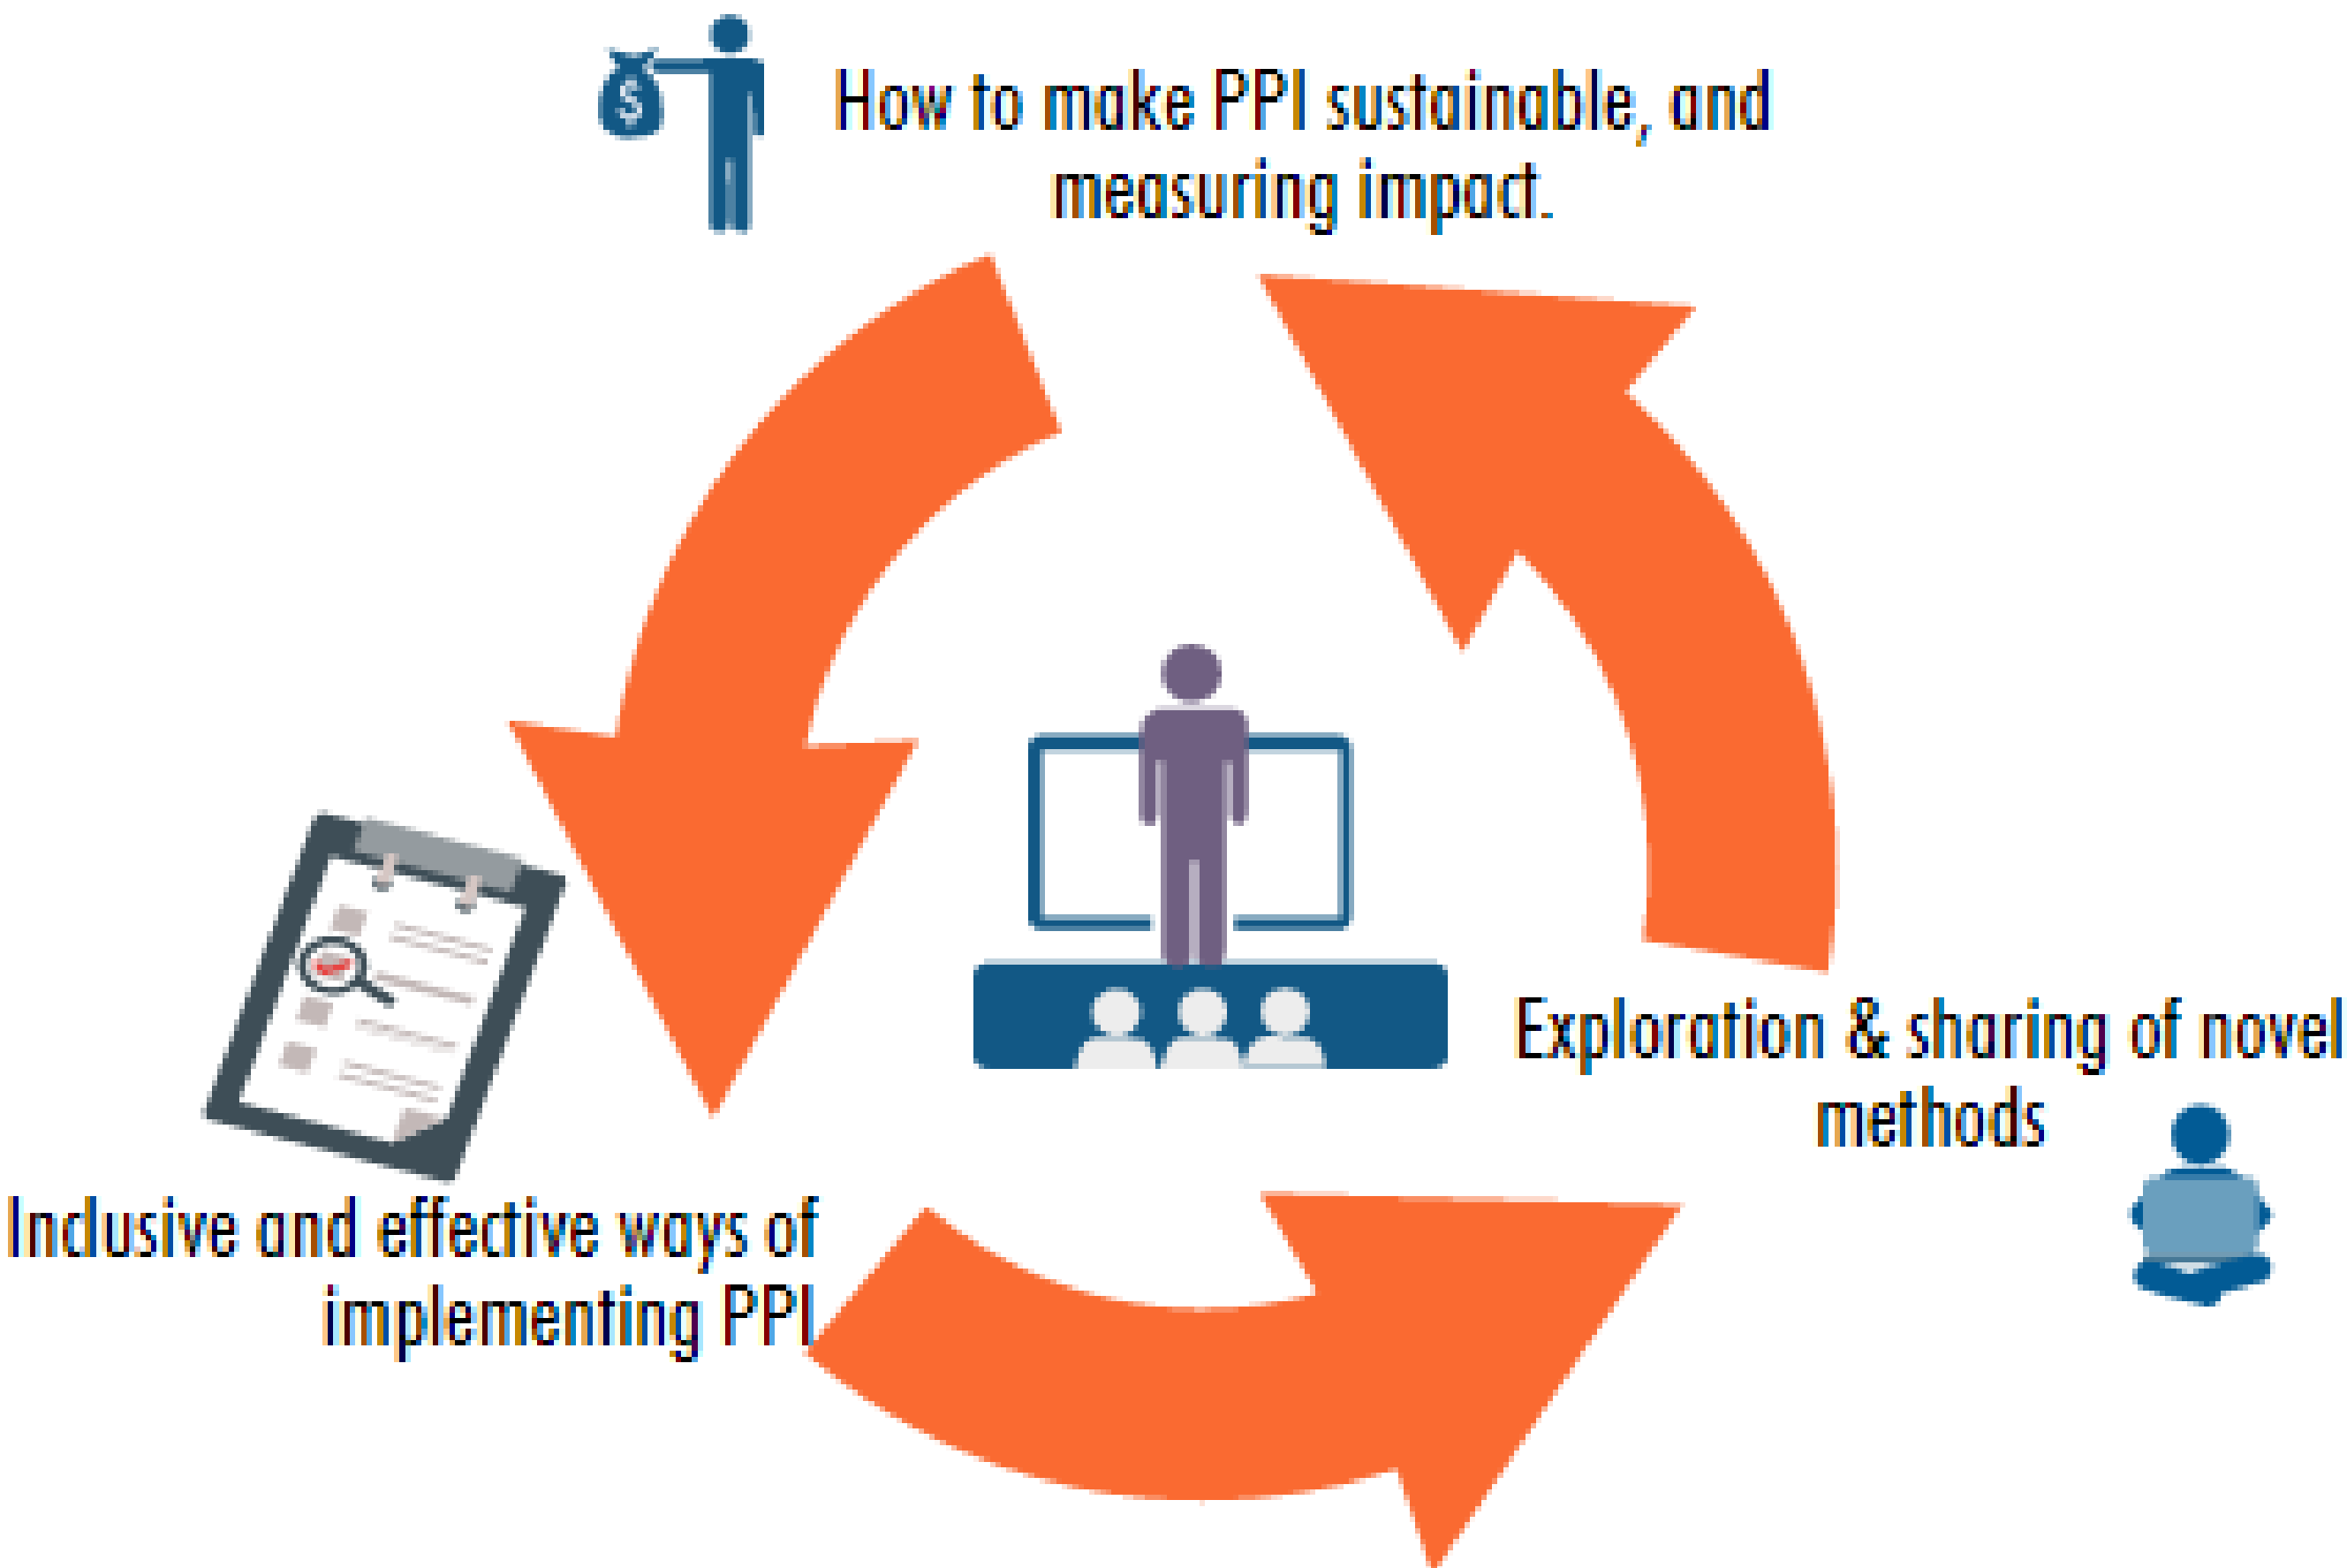 $
How to make PPI sustainable, and
measuring impact.
Exploration & sharing of novel
methods
Inclusive and effective ways of
implementing PPI